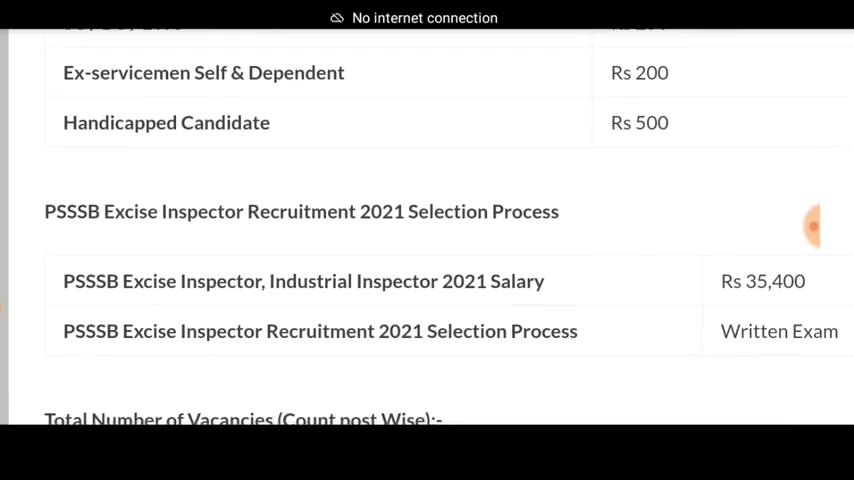 No internet connection
Ex-servicemen Self & Dependent Rs 200
Handicapped Candidate Rs 500
PSSSB Excise Inspector Recruitment 2021 Selection Process
PSSSB Excise Inspector, Industrial Inspector 2021 Salary Rs 35,400
PSSSB Excise Inspector Recruitment 2021 Selection Process Written Exam
Total Number of Vacancies (Count post Wise):-